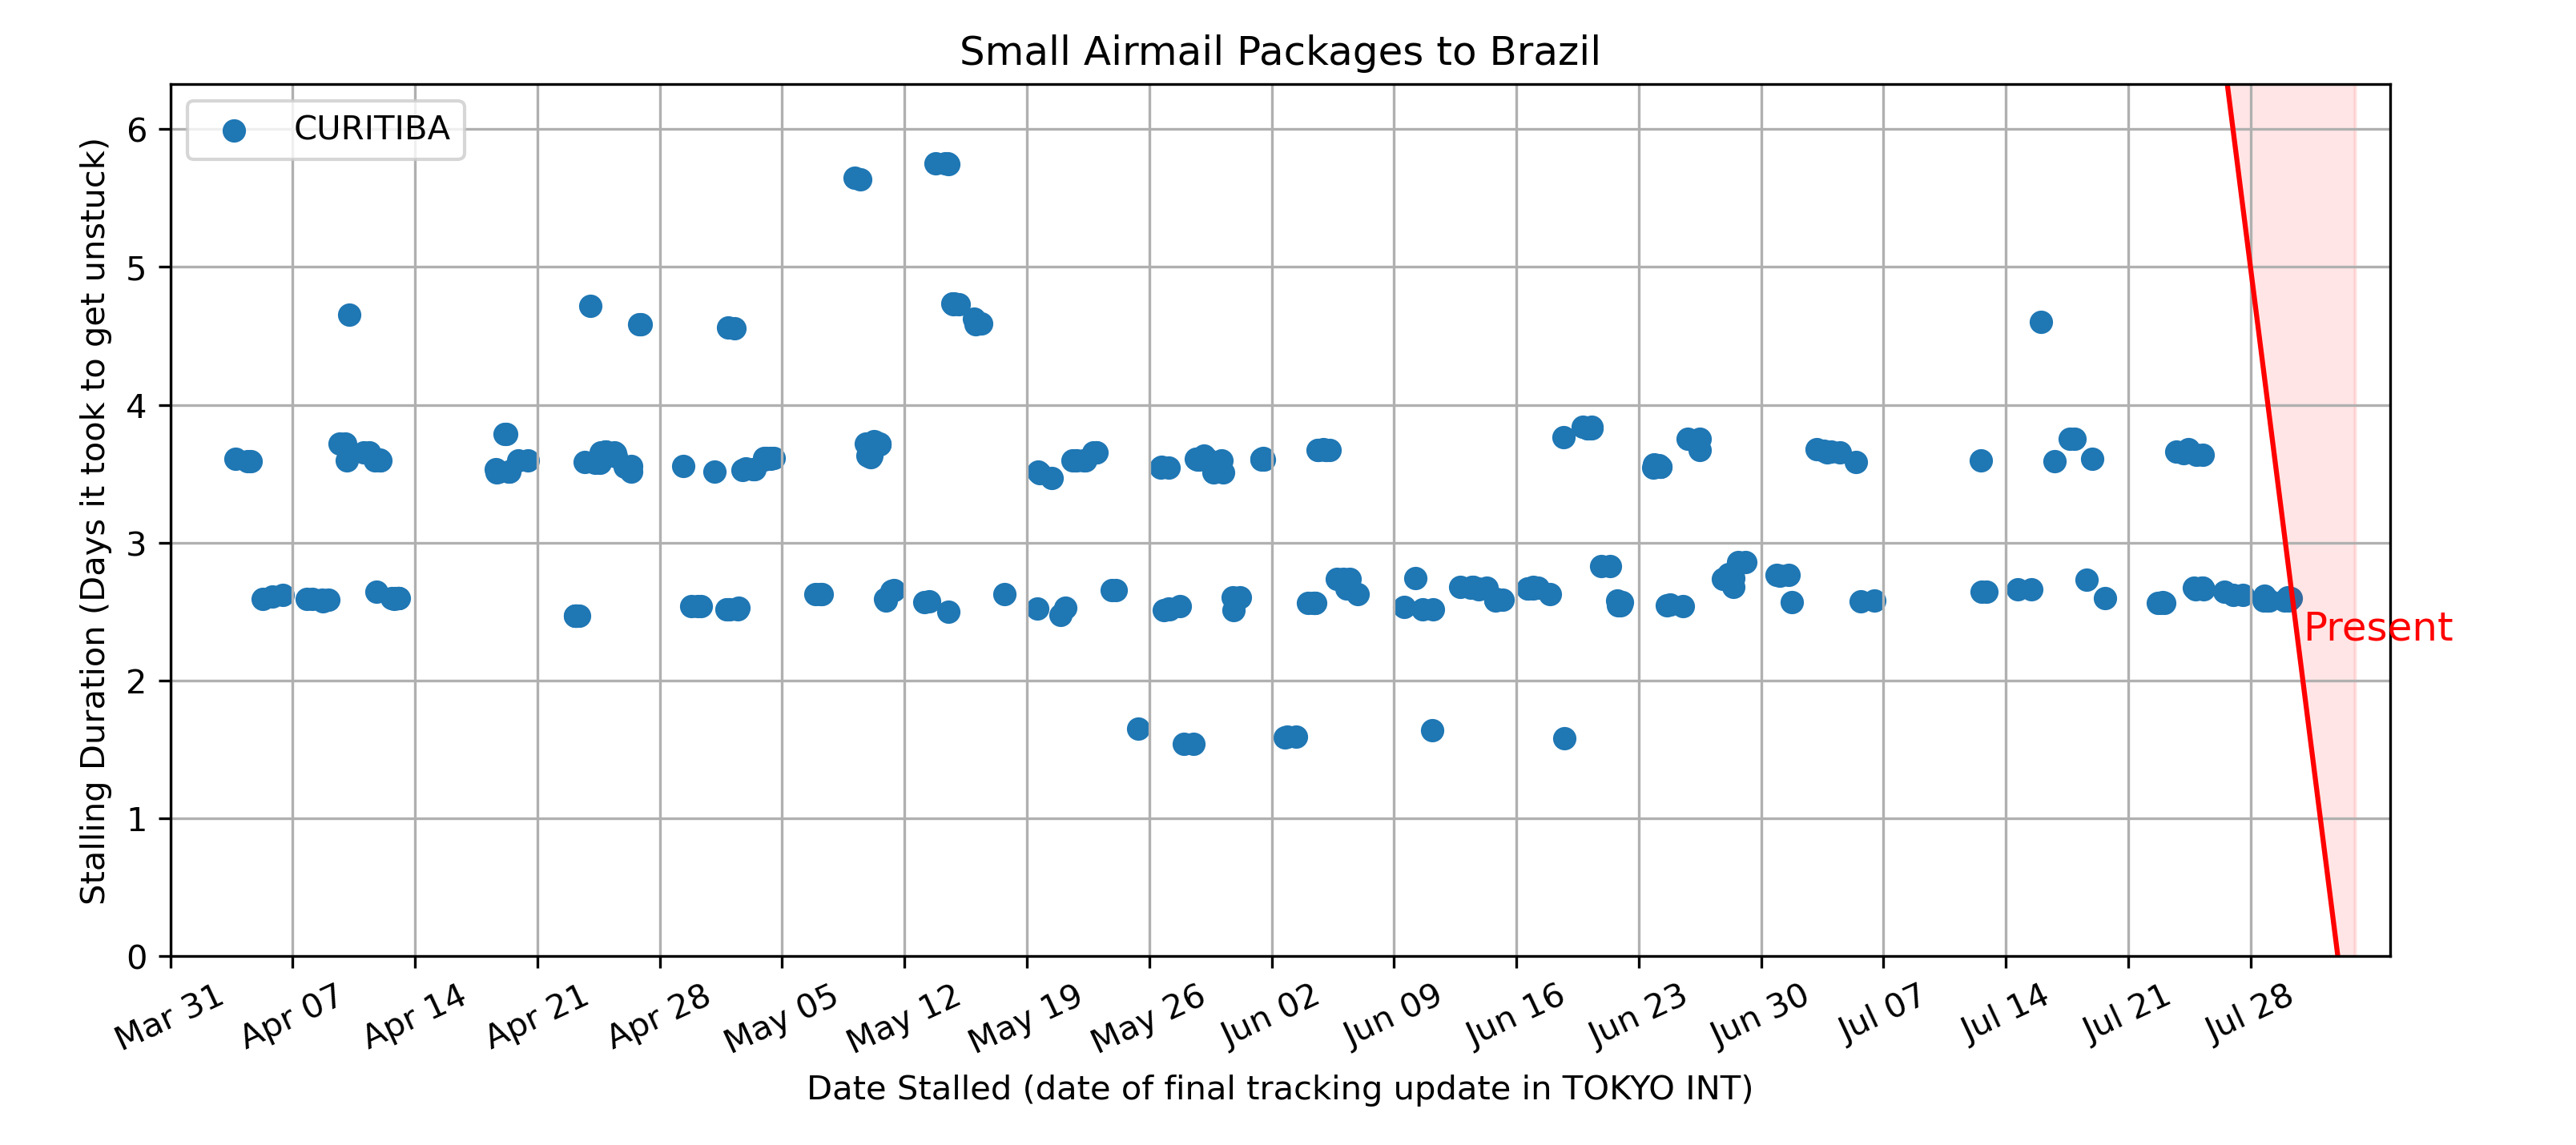 Small Airmail Packages to Brazil
CURITIBA
Stalling Duration (Days it took to get unstuck)
6
5
4
3
2
1
0
Present
Mar 31
Apr 07
Apr 14
Apr 21
Apr 28
May 05
May 12
May 19
May 26
Jun 02
Jun 09
Jun 16
Jun 23
Jun 30
Jul 07
Jul 14
Jul 21
Jul 28
Date Stalled (date of final tracking update in TOKYO INT)